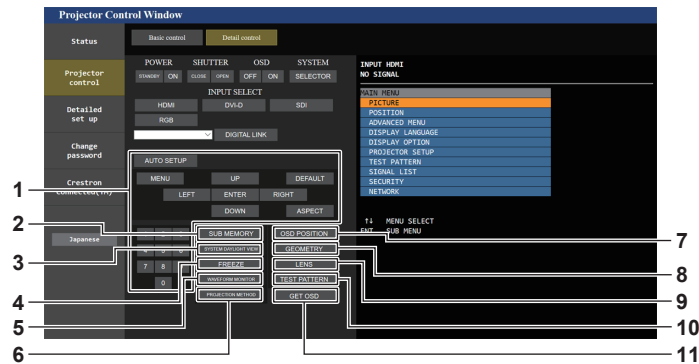 Projector Control Window
Status
Projector
control
Detailed
set up
Change
password
Crestron
Connected(TM)
Japanese
Basic control
Detail control
POWER
SHUTTER
OSD
SYSTEM
STANDBY
ON
CLOSE
OPEN
OFF
ON
SELECTOR
INPUT SELECT
HDMI
DVI-D
SDI
RGB
DIGITAL LINK
AUTO SETUP
MENU
UP
DEFAULT
LEFT
ENTER
RIGHT
DOWN
ASPECT
SUB MEMORY
OSD POSITION
SYSTEM DAYLIGHT VIEW
GEOMETRY
7
8
FREEZE
LENS
WAVEFORM MONITOR
TEST PATTERN
0
PROJECTION METHOD
GET OSD
INPUT HDMI
NO SIGNAL
MAIN MENU
PICTURE
POSITION
ADVANCED MENU
DISPLAY LANGUAGE
DISPLAY OPTION
PROJECTOR SETUP
TEST PATTERN
SIGNAL LIST
SECURITY
NETWORK
↑↓ MENU SELECT
ENT SUB MENU
1
2
3
4
5
6
7
8
9
10
11